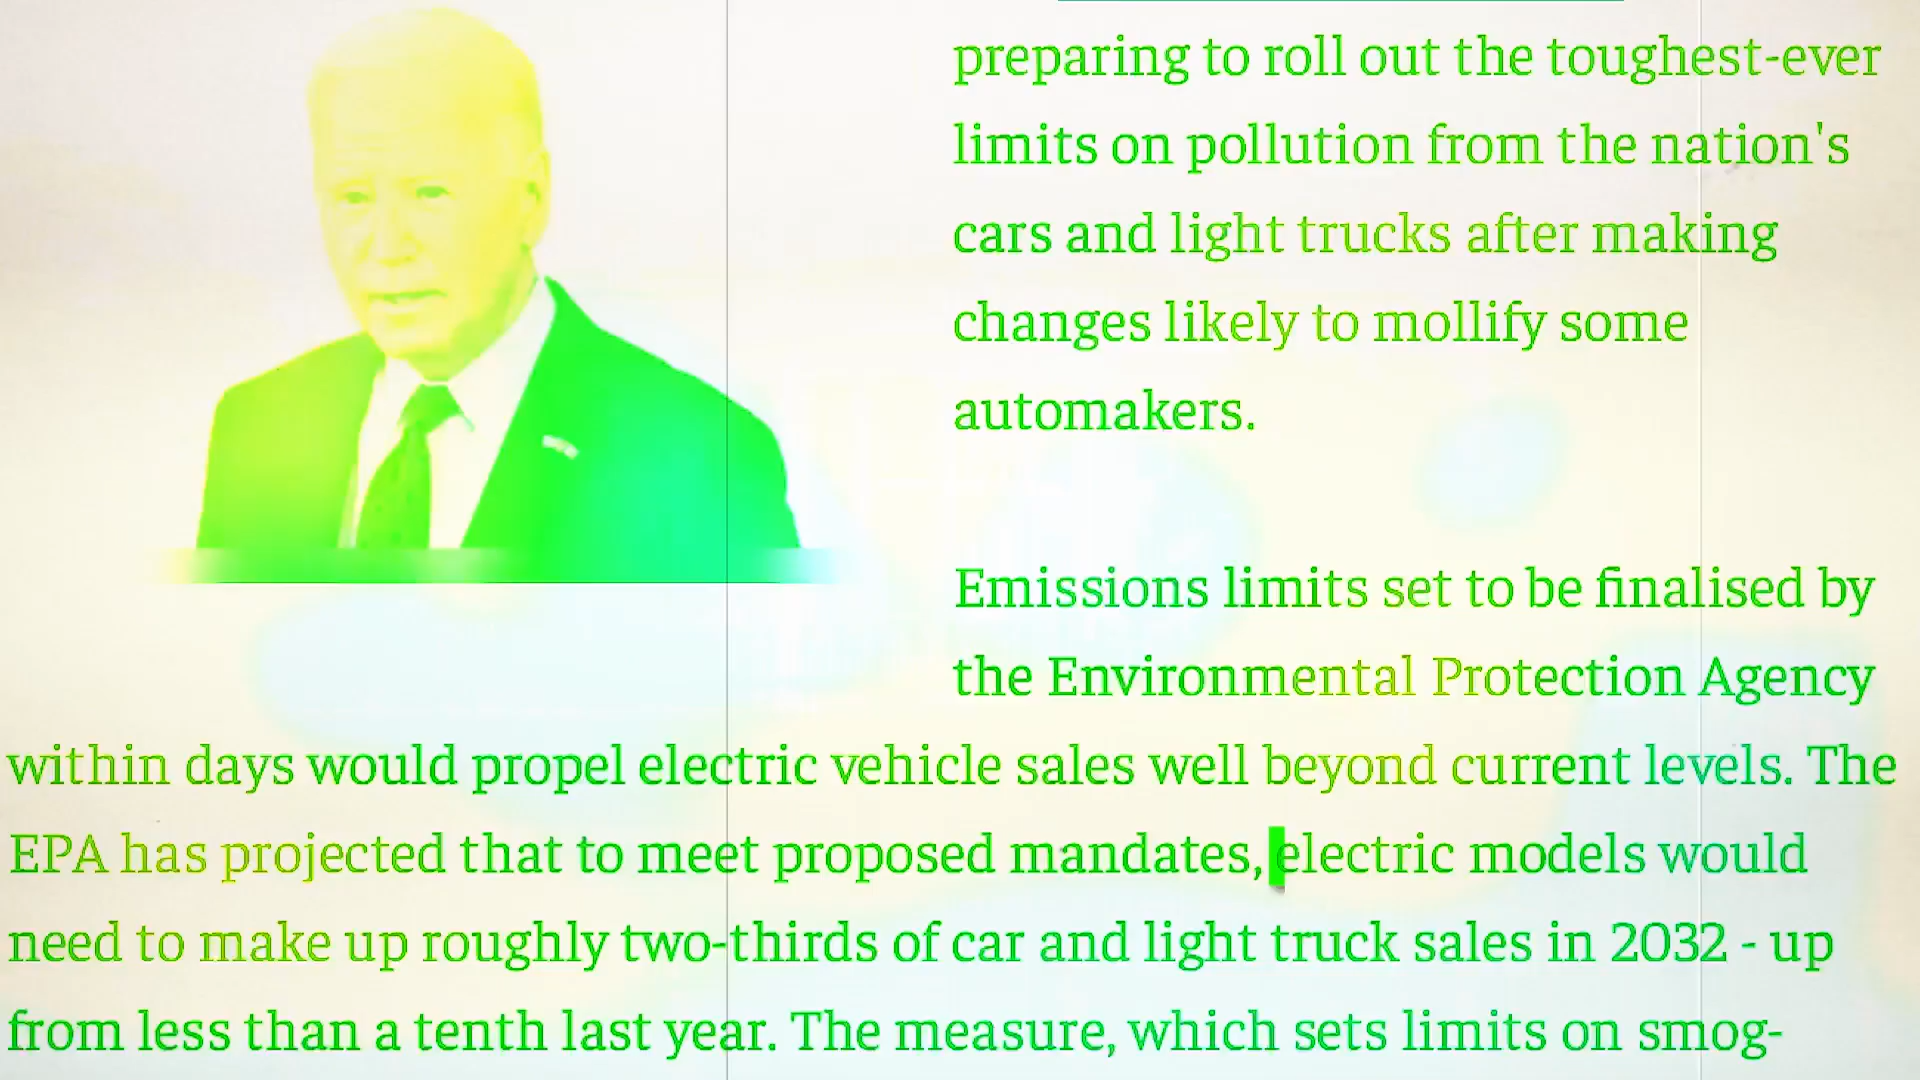 preparing to roll out the toughest-ever
limits on pollution from the nation's
cars and light trucks after making
changes likely to mollify some
automakers.
Emissions limits set to be finalised by
the Environmental Protection Agency
within days would propel electric vehicle sales well beyond current levels. The
EPA has projected that to meet proposed mandates, electric models would
need to make up roughly two-thirds of car and light truck sales in 2032 - up
from less than a tenth last year. The measure, which sets limits on smog-